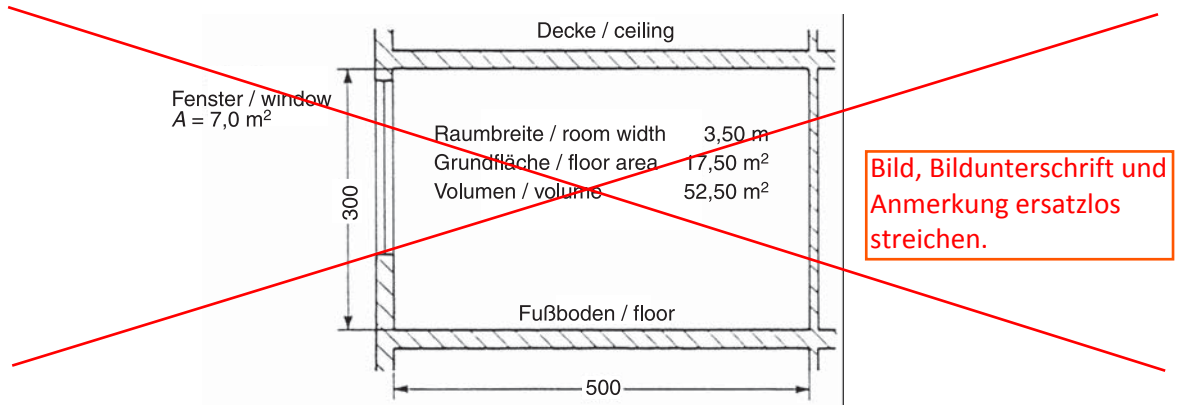 Decke / ceiling
Fenster / window
A = 7,0 m²
Raumbreite / room width 3,50 m
Grundfläche / floor area 17,50 m²
Volumen / volume 52,50 m²
300
Bild, Bildunterschrift und
Anmerkung ersatzlos
streichen.
Fußboden / floor
500